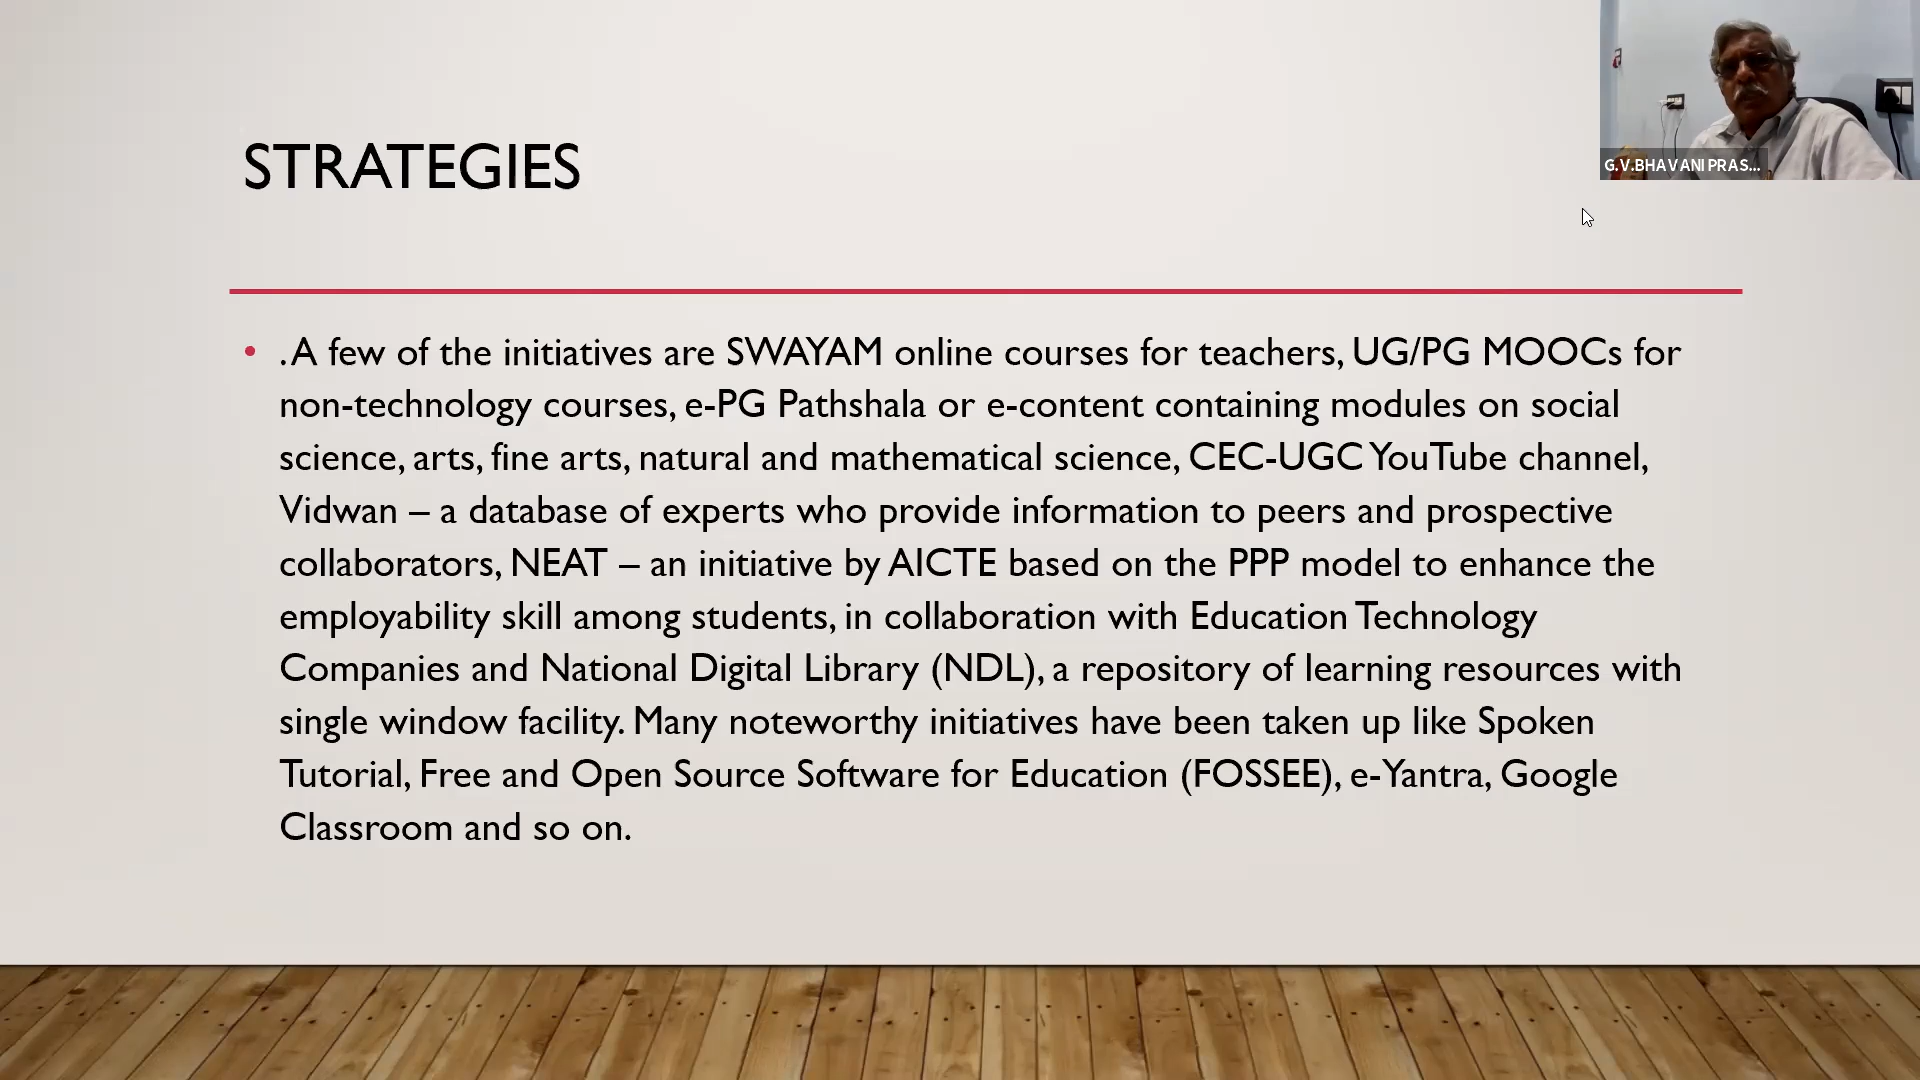 STRATEGIES
G.V.BHAVANI PRAS...
. A few of the initiatives are SWAYAM online courses for teachers, UG/PG MOOCs for
non-technology courses, e-PG Pathshala or e-content containing modules on social
science, arts, fine arts, natural and mathematical science, CEC-UGC YouTube channel,
Vidwan – a database of experts who provide information to peers and prospective
collaborators, NEAT – an initiative by AICTE based on the PPP model to enhance the
employability skill among students, in collaboration with Education Technology
Companies and National Digital Library (NDL), a repository of learning resources with
single window facility. Many noteworthy initiatives have been taken up like Spoken
Tutorial, Free and Open Source Software for Education (FOSSEE), e-Yantra, Google
Classroom and so on.